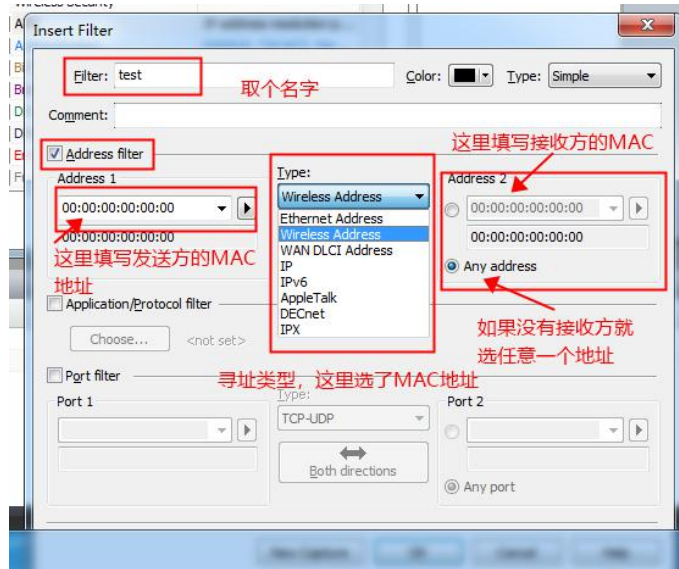 Wireless Security
Insert Filter
Filter: test
Color:
Type: Simple
取个名字
Comment:
这里填写接收方的MAC
Address filter
Address 1
Type:
Address 2
00:00:00:00:00:00
Wireless Address
00:00:00:00:00:00
00:00:00:00:00:00
00:00:00:00:00:00
这里填写发送方的MAC
地址
Ethernet Address
Wireless Address
WAN DLCI Address
IP
IPv6
AppleTalk
DECnet
IPX
Any address
Application/Protocol filter
Choose...
<not set>
如果没有接收方就
选任意一个地址
Port filter
寻址类型，这里选了MAC地址
Port 1
Type:
Port 2
TCP-UDP
Both directions
Any port